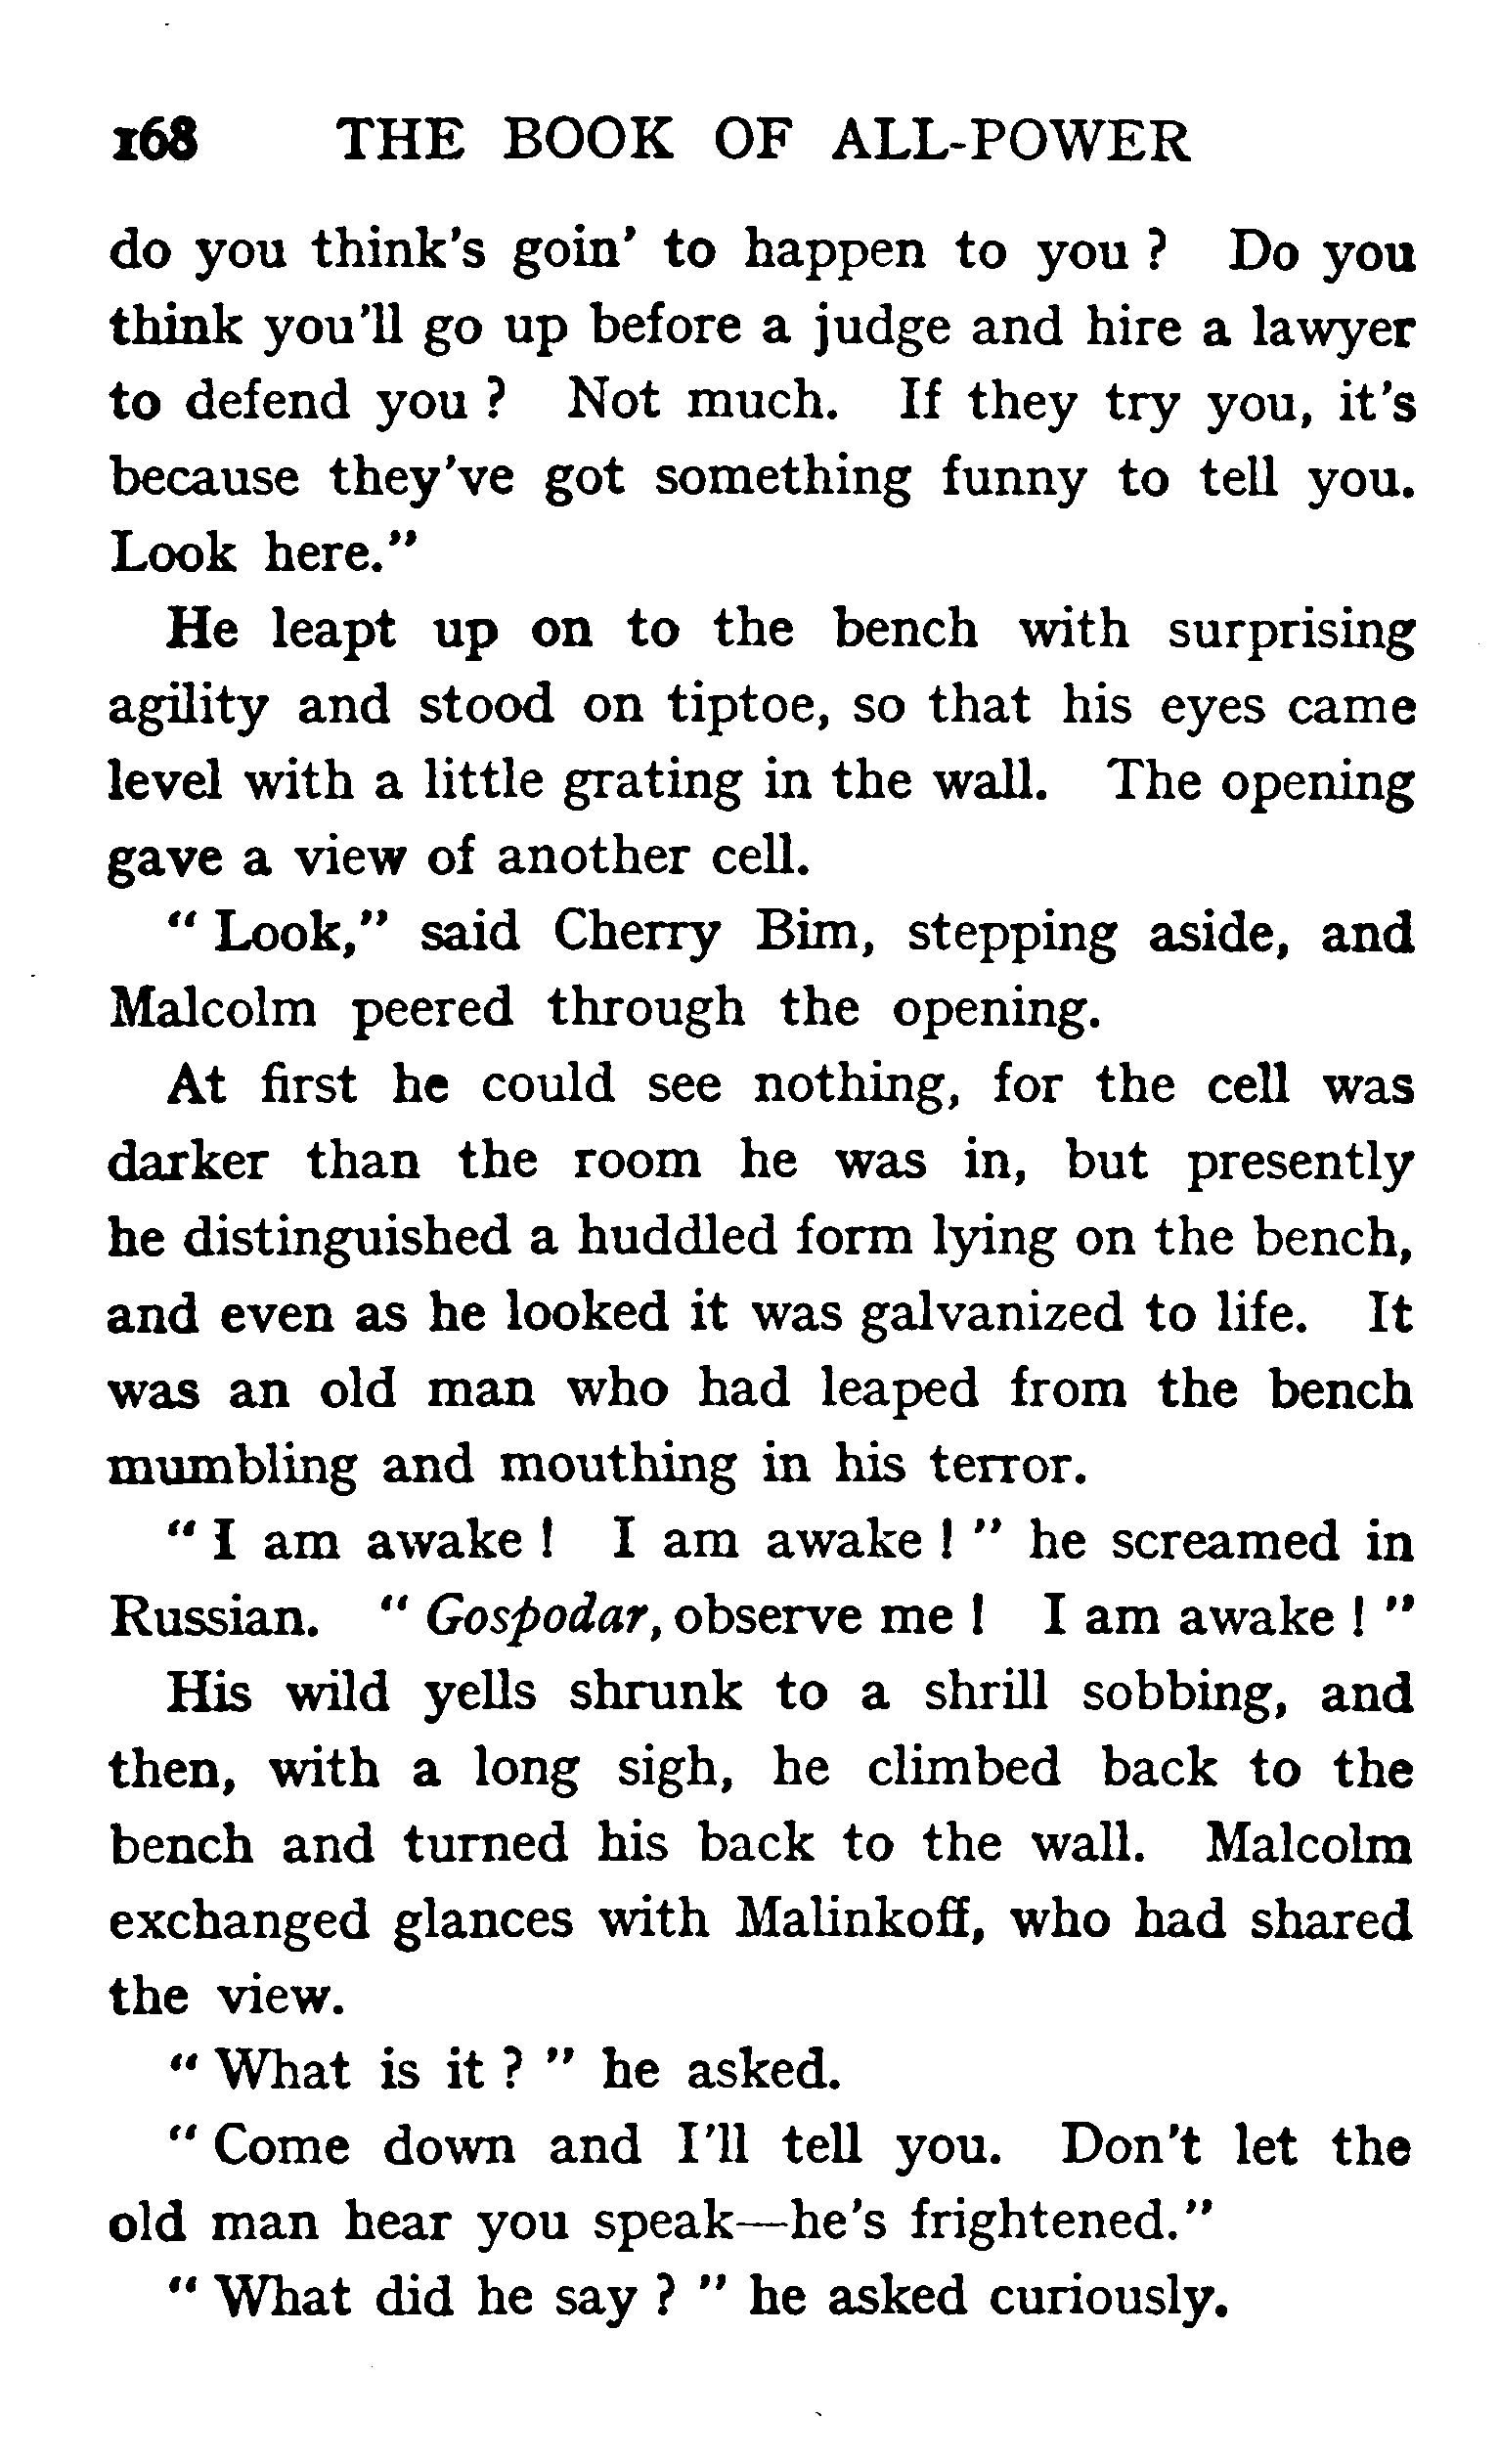 168 THE BOOK OF ALL-POWER
do you think's goin' to happen to you ? Do you
think you'll go up before a judge and hire a lawyer
to defend you ? Not much. If they try you, it's
because they've got something funny to tell you.
Look here."
He leapt up on to the bench with surprising
agility and stood on tiptoe, so that his eyes came
level with a little grating in the wall. The opening
gave a view of another cell.
" Look," said Cherry Bim, stepping aside, and
Malcolm peered through the opening.
At first he could see nothing, for the cell was
darker than the room he was in, but presently
he distinguished a huddled form lying on the bench,
and even as he looked it was galvanized to life. It
was an old man who had leaped from the bench
mumbling and mouthing in his terror.
" I am awake ! I am awake ! " he screamed in
Russian. " Gospodar, observe me ! I am awake ! "
His wild yells shrunk to a shrill sobbing, and
then, with a long sigh, he climbed back to the
bench and turned his back to the wall. Malcolm
exchanged glances with Malinkoff, who had shared
the view.
" What is it ? " he asked.
" Come down and I'll tell you. Don't let the
old man hear you speak—he's frightened."
" What did he say ? " he asked curiously.